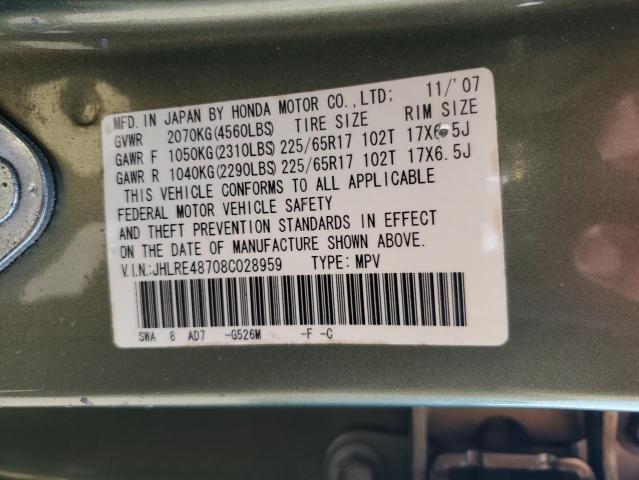 MFD. IN JAPAN BY HONDA MOTOR CO., LTD: 11/'07
GVWR 2070KG(4560LBS) TIRE SIZE RIM SIZE
GAWR F 1050KG(2310LBS) 225/65R17 102T 17X6.5J
GAWR R 1040KG(2290LBS) 225/65R17 102T 17X6.5J
THIS VEHICLE CONFORMS TO ALL APPLICABLE
FEDERAL MOTOR VEHICLE SAFETY
AND THEFT PREVENTION STANDARDS IN EFFECT
ON THE DATE OF MANUFACTURE SHOWN ABOVE.
V.I.N:JHLRE48708C028959 TYPE: MPV
SWA 8 AD7 -G526M -F -C